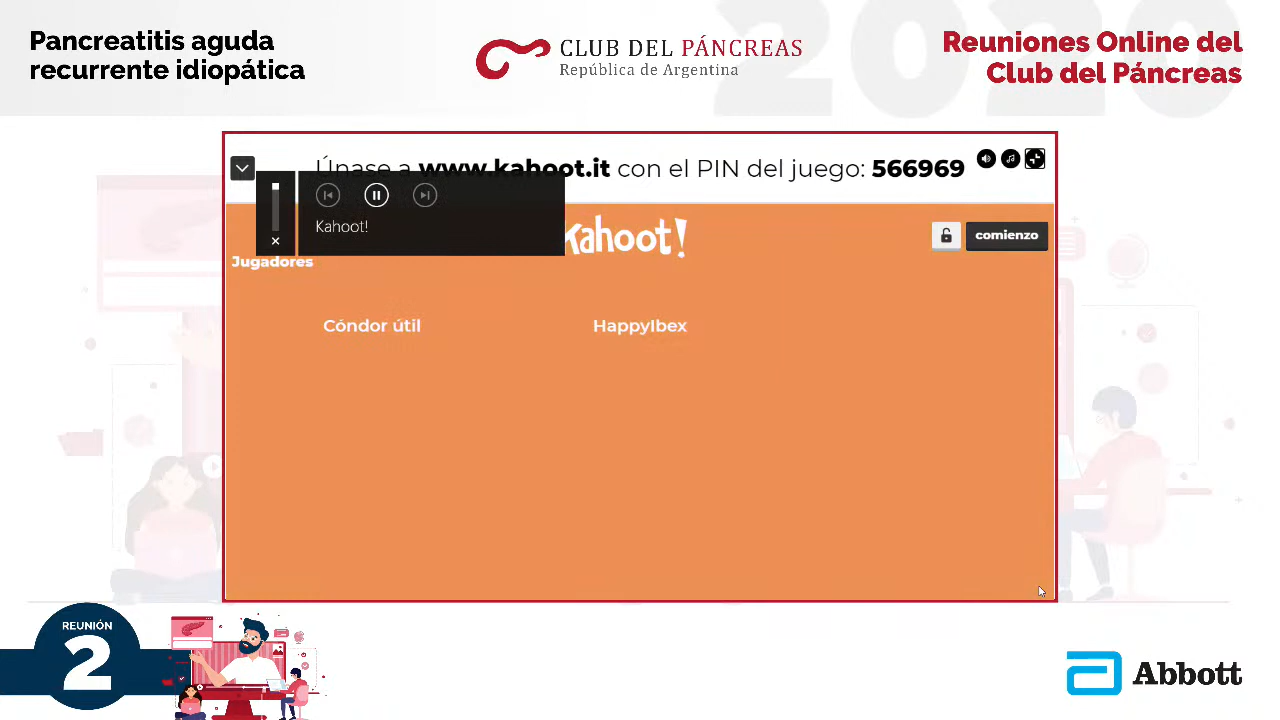 Pancreatitis aguda
recurrente idiopática
CLUB DEL PÁNCREAS
República de Argentina
Reuniones Online del
Club del Páncreas
2020
Únase a www.kahoot.it con el PIN del juego: 566969
Kahoot!
Kahoot!
comienzo
Jugadores
Cóndor útil
HappyIbex
REUNIÓN
2
Abbott